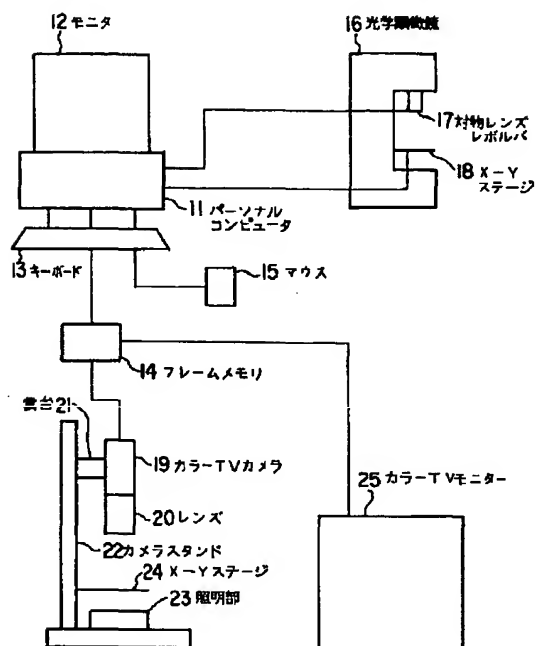 12 モニタ
16 光学顕微鏡
17 対物レンズ
レボルバ
18 X-Y
ステージ
11 パーソナル
コンピュータ
13 キーボード
15 マウス
14 フレームメモリ
雲台 21
19 カラーTVカメラ
25 カラーTVモニター
20 レンズ
22 カメラスタンド
24 X-Yステージ
23 照明部